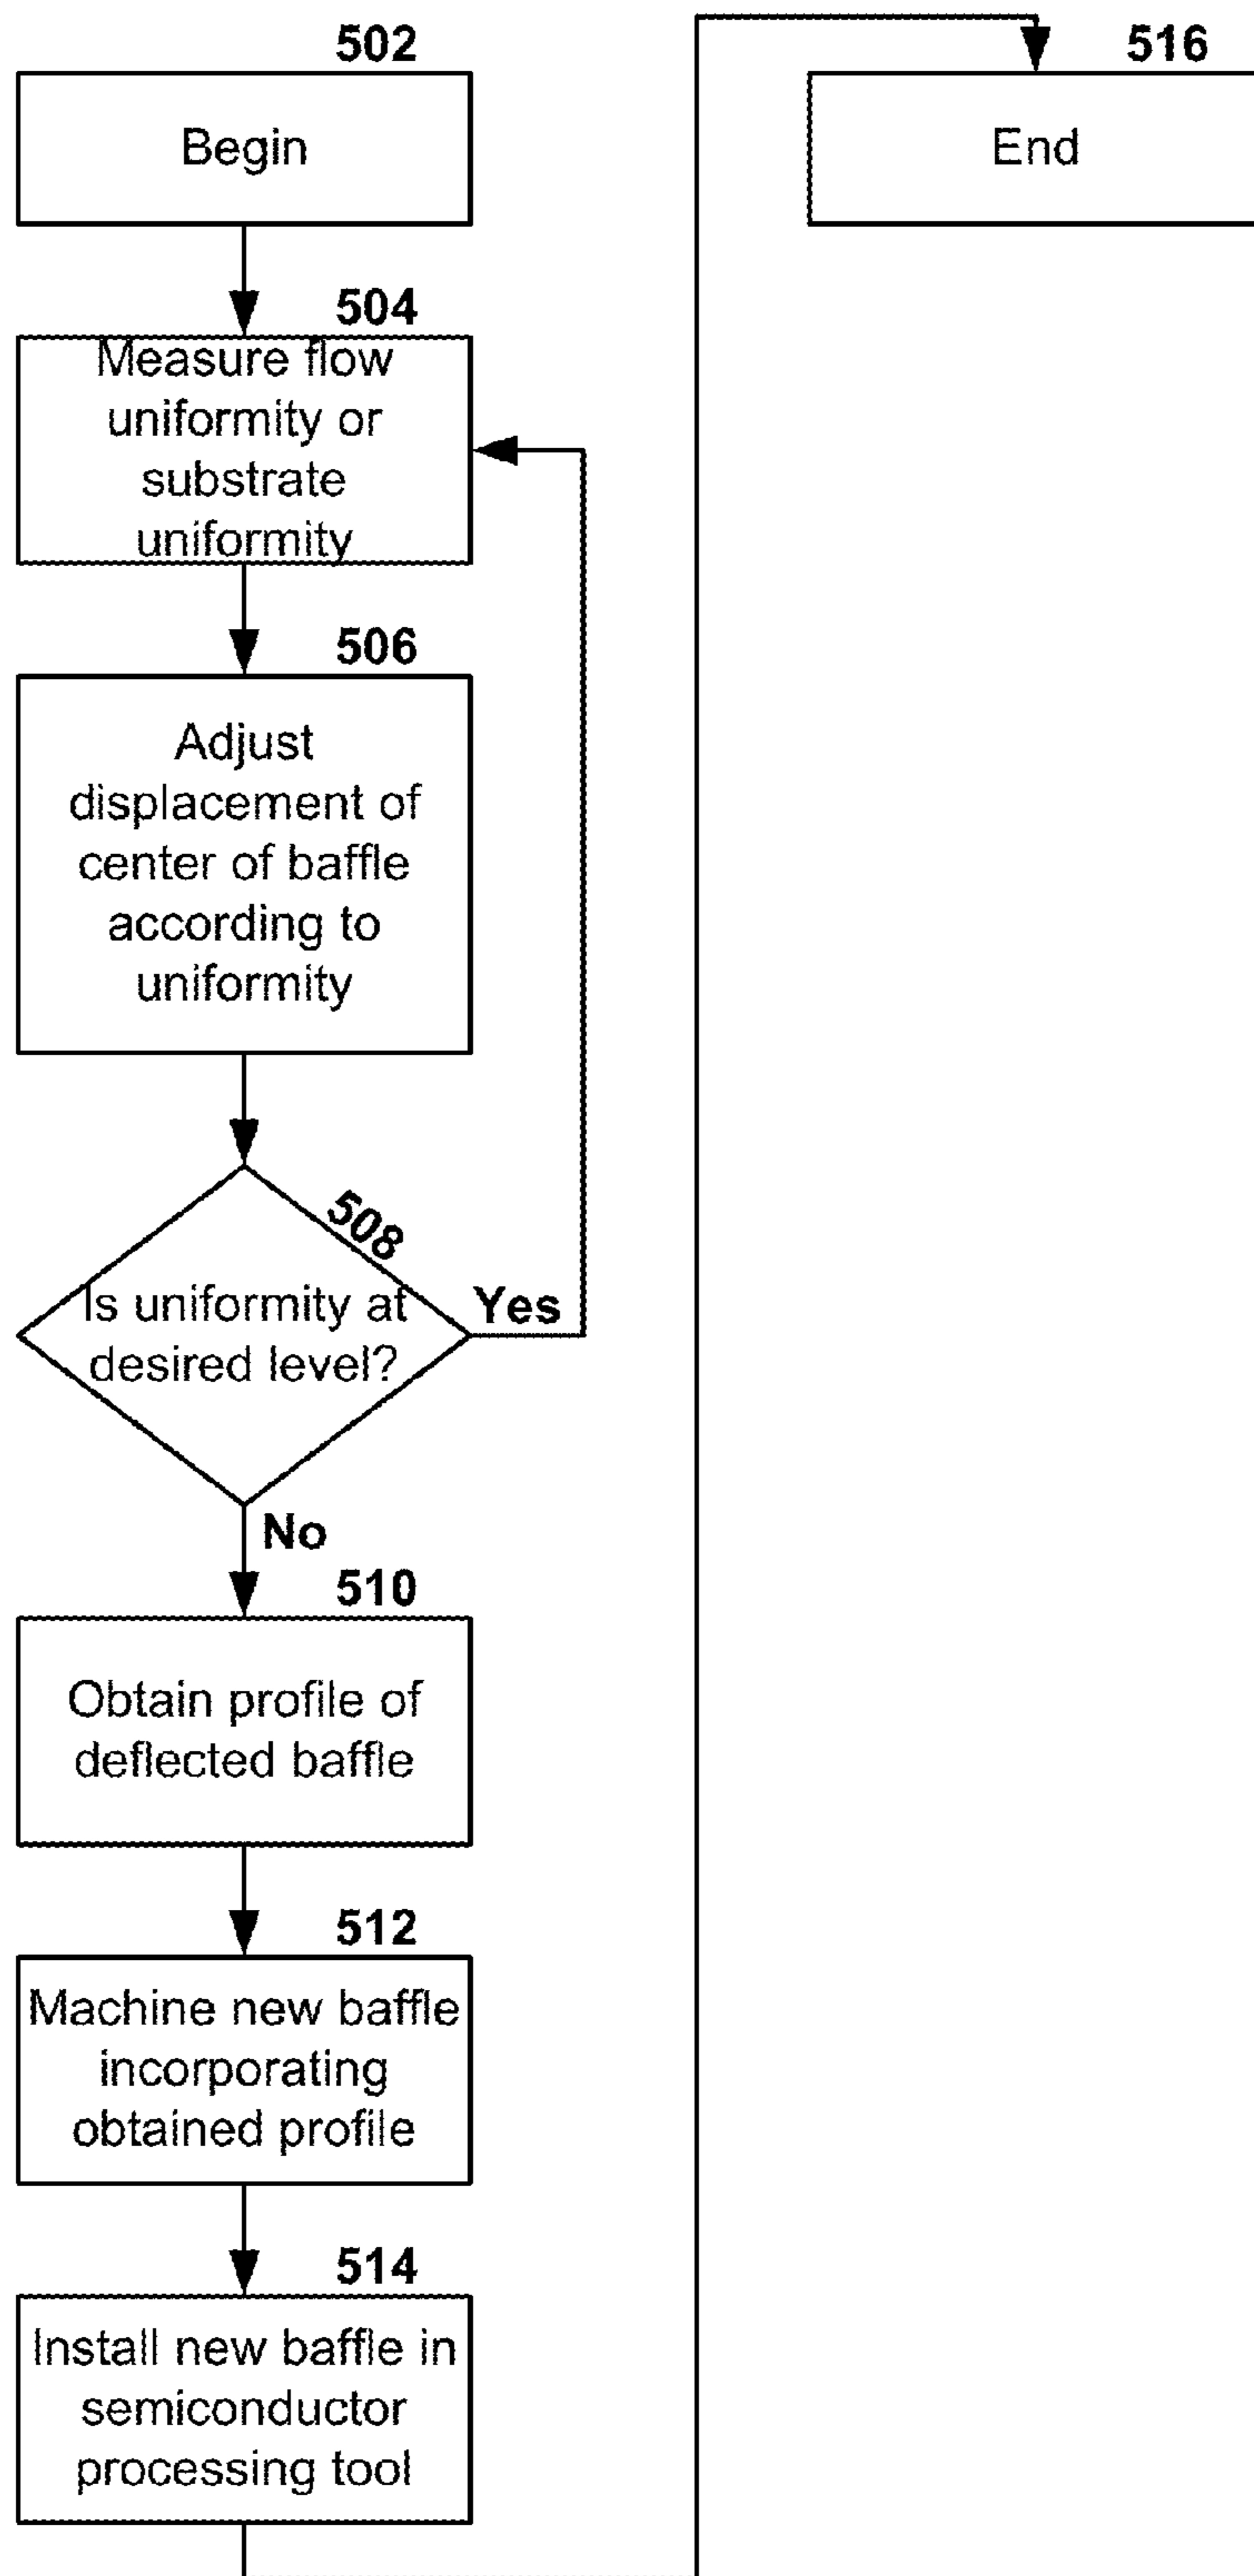 502
Begin
504
Measure flow
uniformity or
substrate
uniformity
506
Adjust
displacement of
center of baffle
according to
uniformity
508
Is uniformity at
desired level?
Yes
No
510
Obtain profile of
deflected baffle
512
Machine new baffle
incorporating
obtained profile
514
Install new baffle in
semiconductor
processing tool
516
End